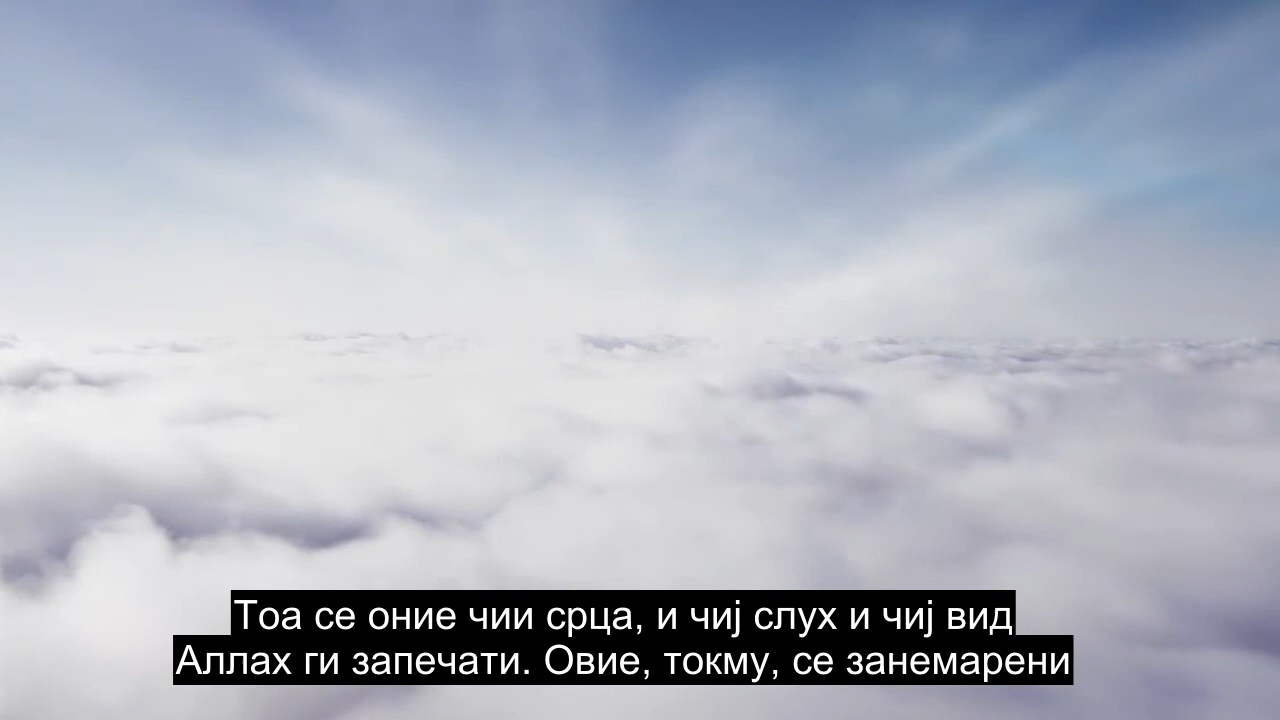 Тоа се оние чии срца, и чиј слух и чиј вид
Аллах ги запечати. Овие, токму, се занемарени